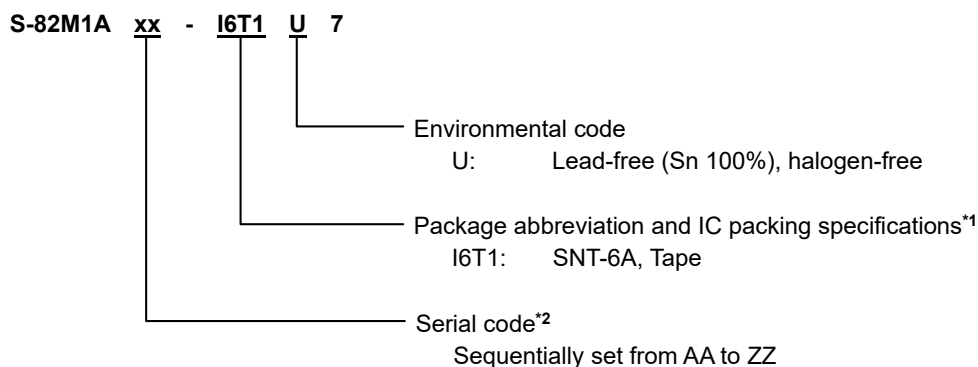 S-82M1A xx - I6T1 U 7
Environmental code
U: Lead-free (Sn 100%), halogen-free
Package abbreviation and IC packing specifications*1
I6T1: SNT-6A, Tape
Serial code*2
Sequentially set from AA to ZZ